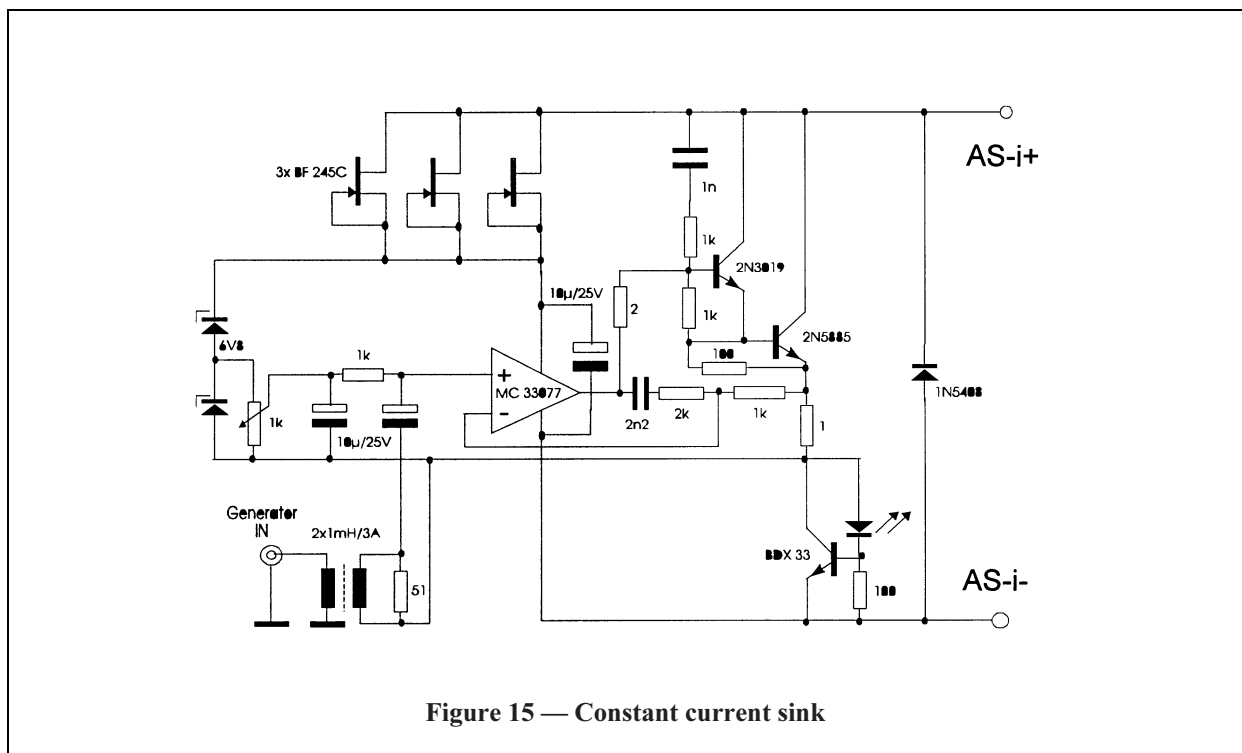 AS-i+
3x BF 245C
1n
1k
2N3019
10µ/25V
2
1k
2N5885
6V8
1k
100
MC 33077
+
-
1N5408
1k
2n2
2k
1k
1
10µ/25V
Generator
IN
2x1mH/3A
BDX 33
51
100
AS-i-
Figure 15 — Constant current sink